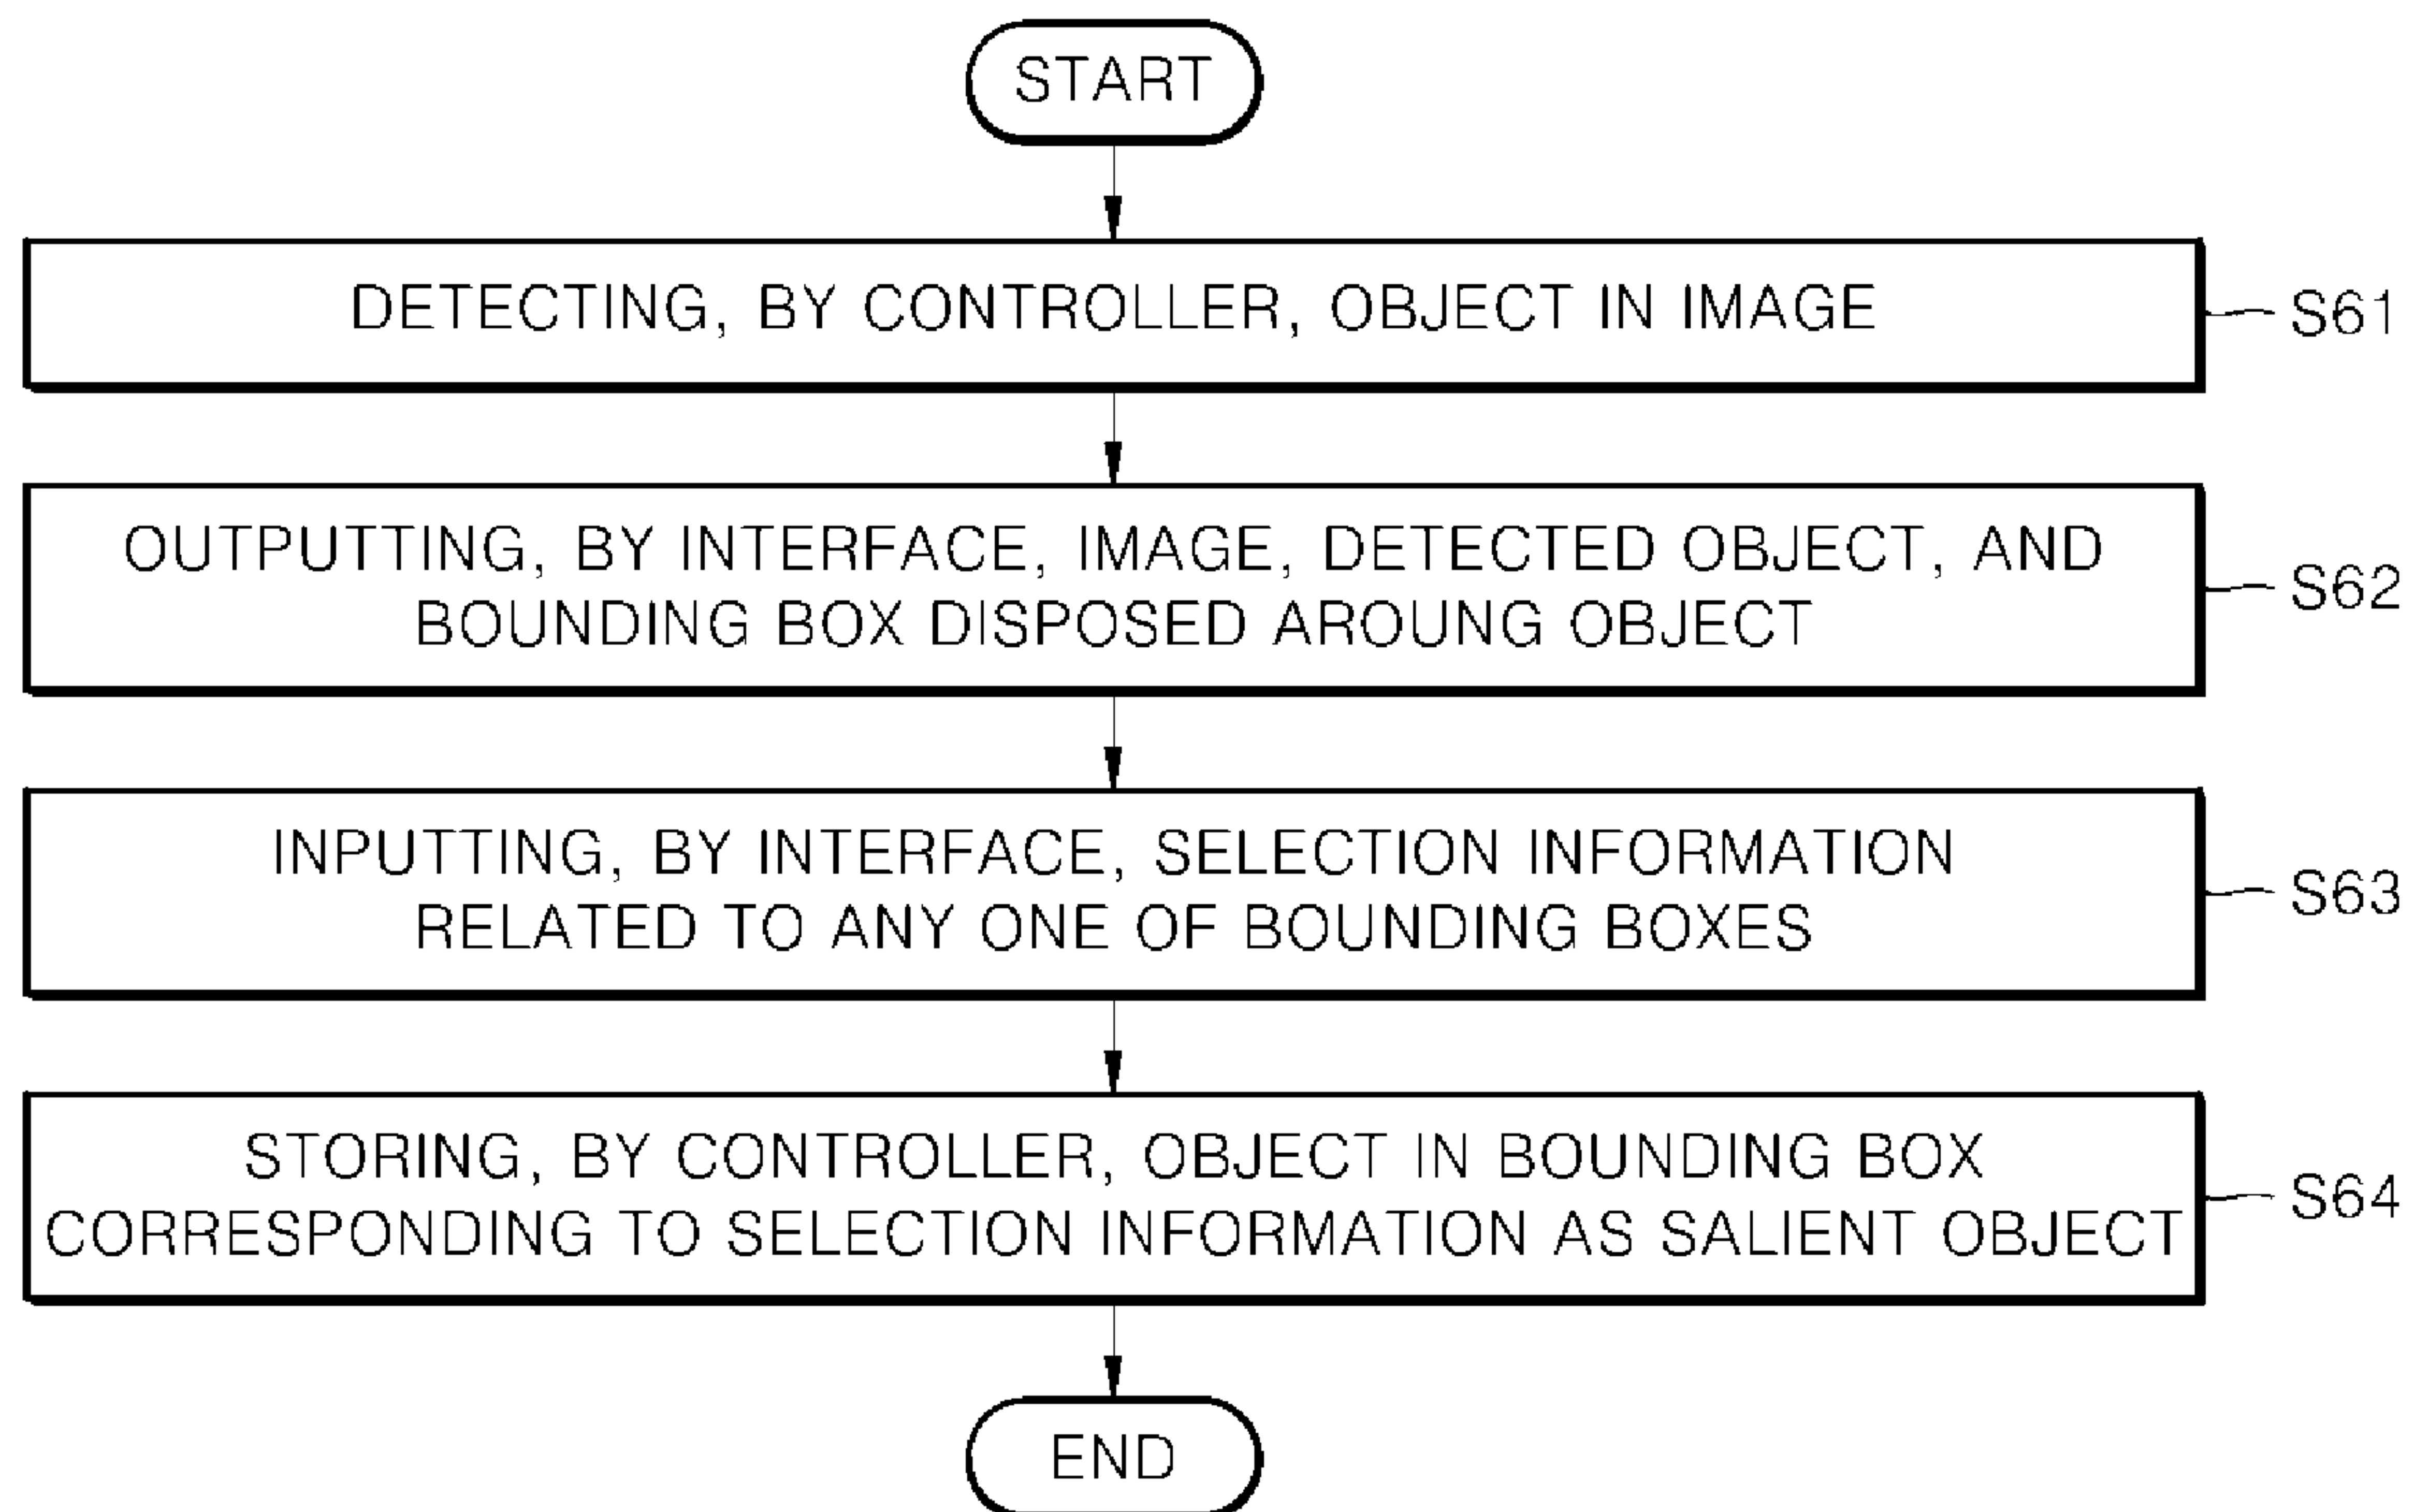 START
DETECTING, BY CONTROLLER, OBJECT IN IMAGE
S61
OUTPUTTING, BY INTERFACE, IMAGE, DETECTED OBJECT, AND
BOUNDING BOX DISPOSED AROUNG OBJECT
S62
INPUTTING, BY INTERFACE, SELECTION INFORMATION
RELATED TO ANY ONE OF BOUNDING BOXES
S63
STORING, BY CONTROLLER, OBJECT IN BOUNDING BOX
CORRESPONDING TO SELECTION INFORMATION AS SALIENT OBJECT
S64
END